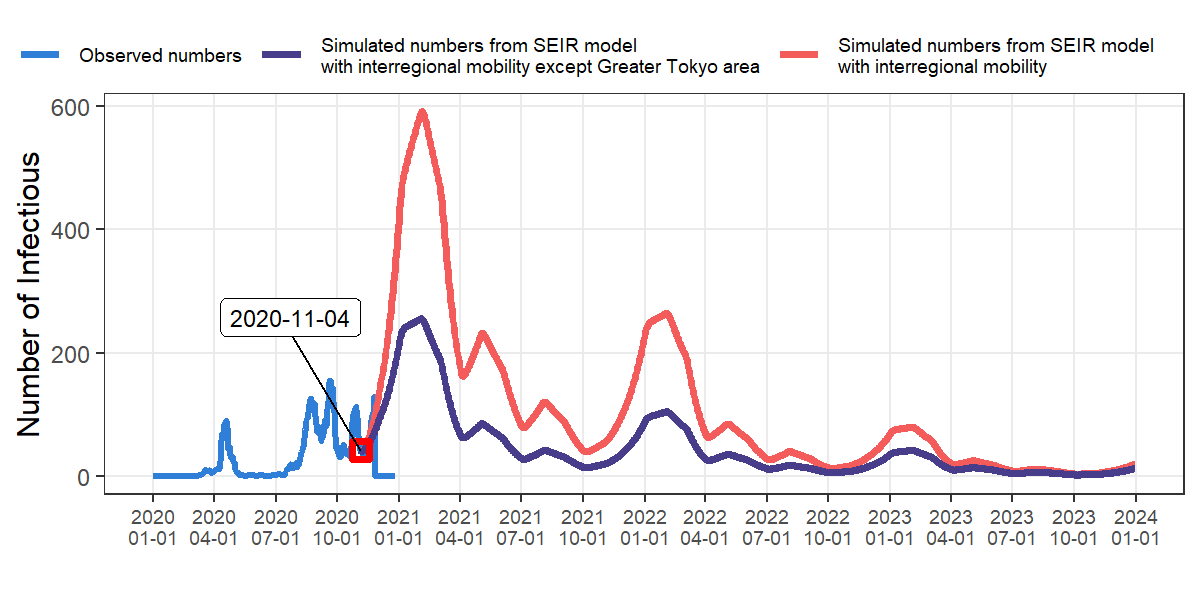 Observed numbers
Simulated numbers from SEIR model
with interregional mobility except Greater Tokyo area
Simulated numbers from SEIR model
with interregional mobility
Number of Infectious
600
400
200
0
2020-11-04
2020 2020 2020 2020 2021 2021 2021 2021 2022 2022 2022 2022 2023 2023 2023 2023 2024
01-01 04-01 07-01 10-01 01-01 04-01 07-01 10-01 01-01 04-01 07-01 10-01 01-01 04-01 07-01 10-01 01-01